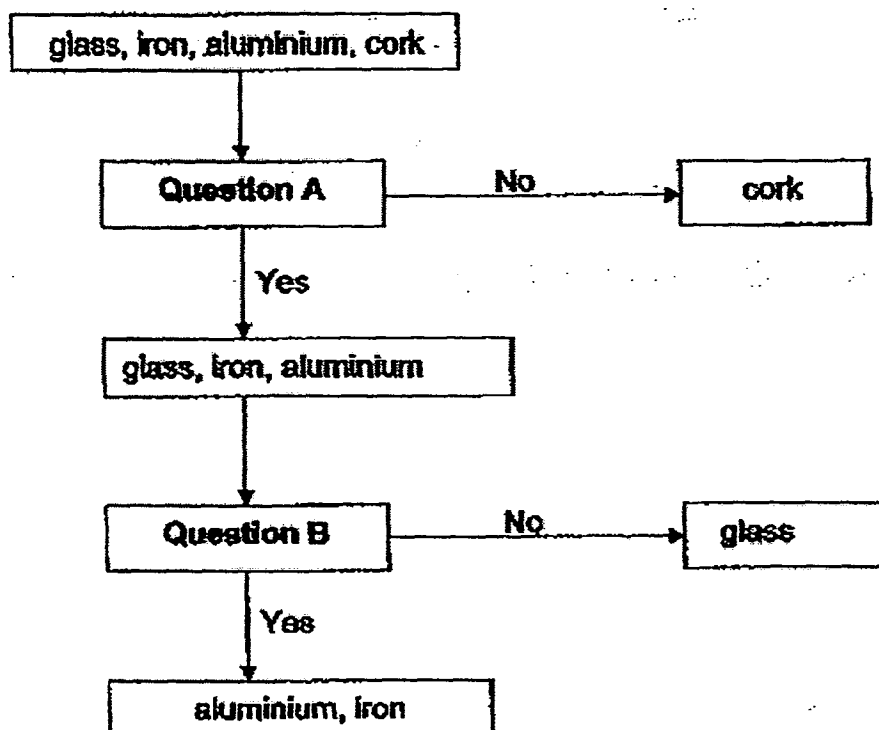 glass, iron, aluminium, cork
Question A
No
cork
Yes
glass, iron, aluminium
Question B
No
glass
Yes
aluminium, iron